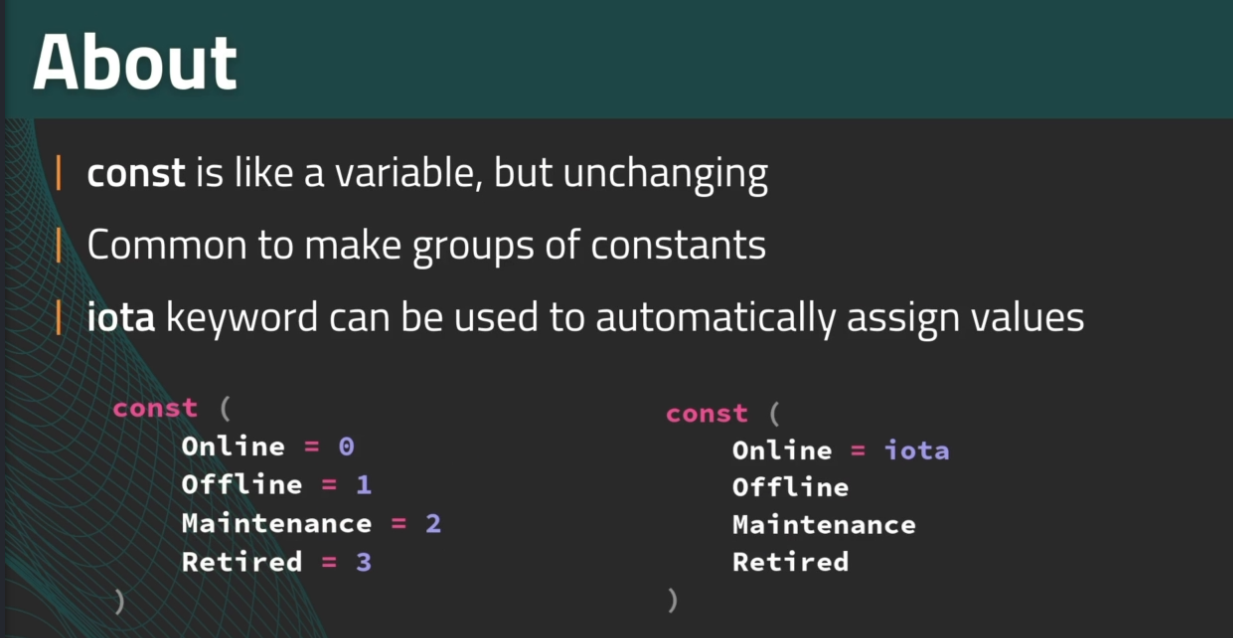 About
const is like a variable, but unchanging
Common to make groups of constants
iota keyword can be used to automatically assign values
const (
Online = 0
Offline = 1
Maintenance = 2
Retired = 3
)
const (
Online = iota
Offline
Maintenance
Retired
)